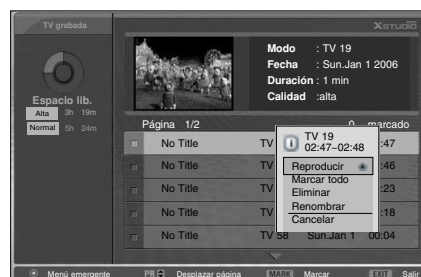 TV grabada
XSTUDIO
Modo : TV 19
Fecha : Sun.Jan 1 2006
Duración : 1 min
Calidad :alta
Espacio lib.
Alta 3h 19m
Normal 5h 24m
Página 1/2
0 marcado
No Title TV :47
No Title TV :46
No Title TV :23
No Title TV :18
No Title TV 58 Sun.Jan 1 00:04
TV 19
02:47~02:48
Reproducir
Marcar todo
Eliminar
Renombrar
Cancelar
Menú emergente PR Desplazar página MARK Marcar EXIT Salir